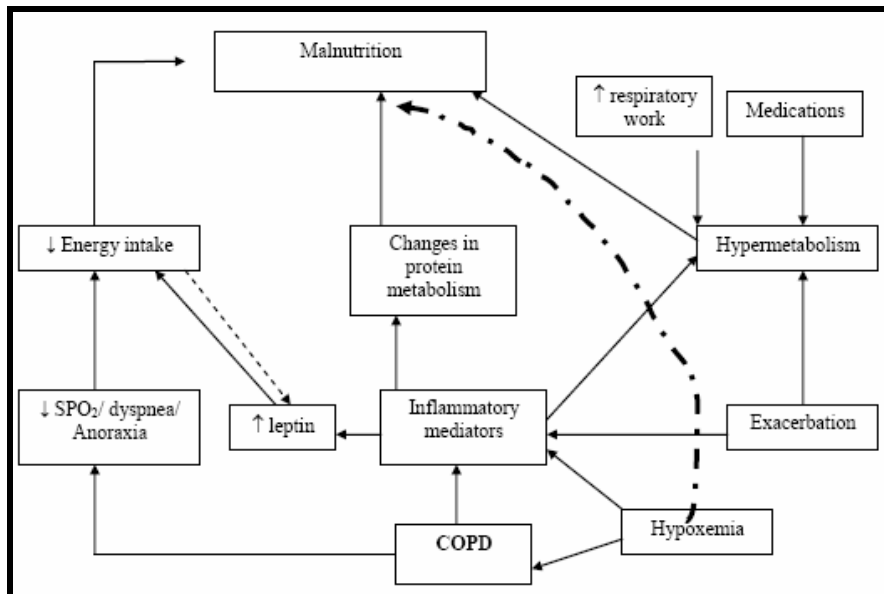 Malnutrition
↑ respiratory
work
Medications
↓ Energy intake
Changes in
protein
metabolism
Hypermetabolism
↓ SPO₂/ dyspnea/
Anoraxia
↑ leptin
Inflammatory
mediators
Exacerbation
COPD
Hypoxemia